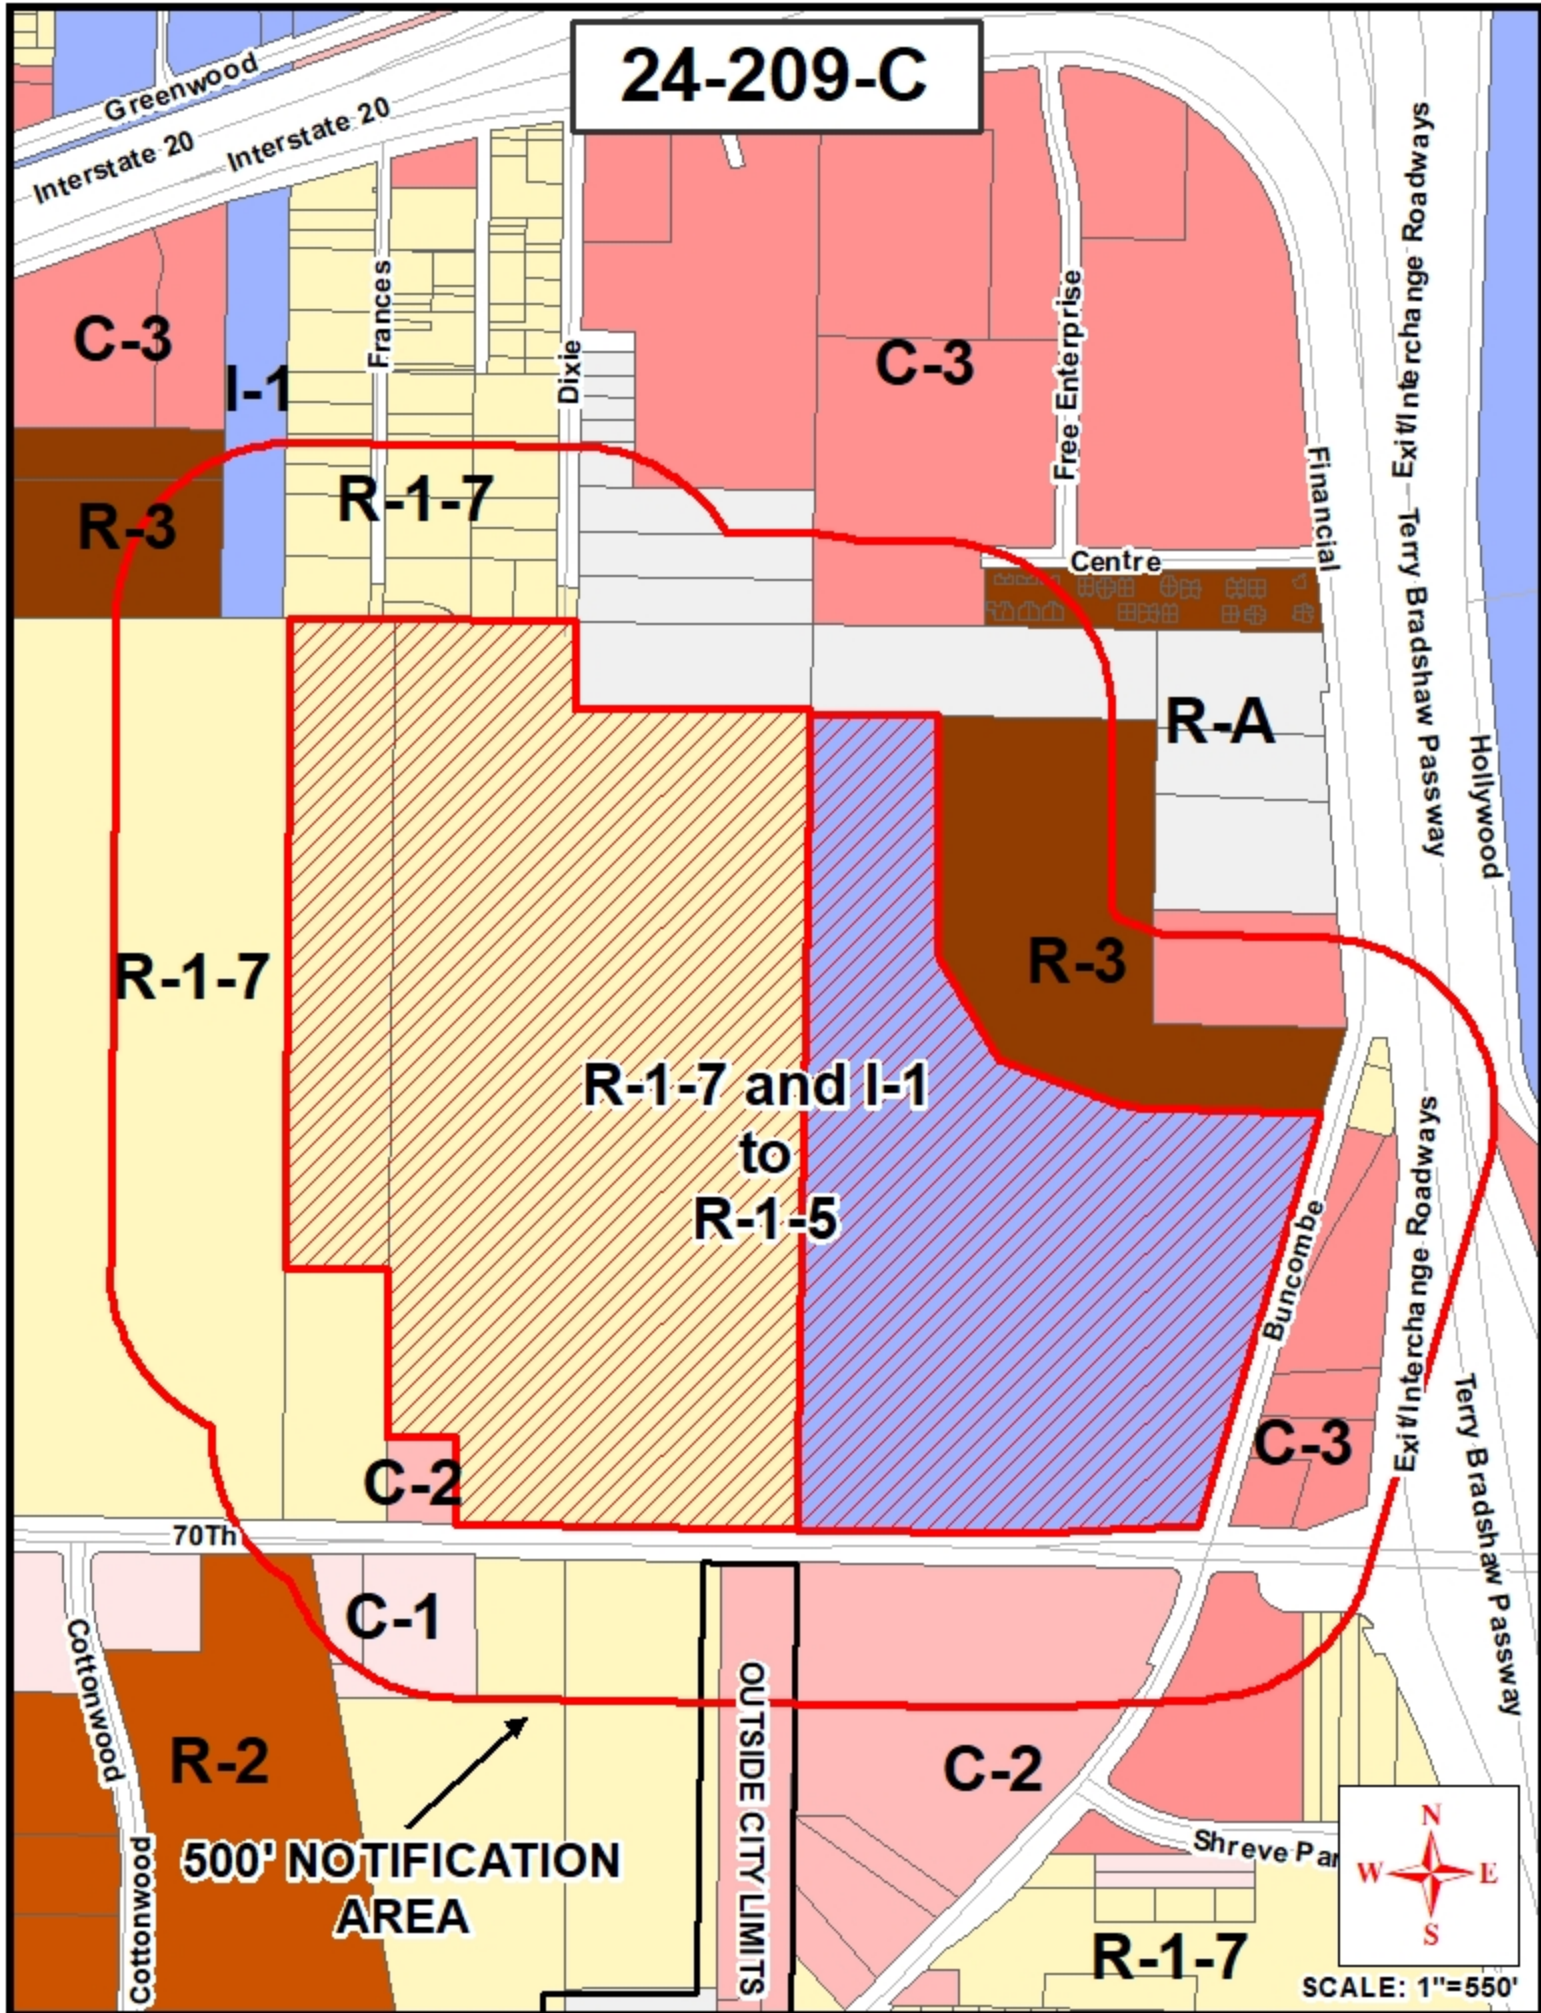 24-209-C
Greenwood
Interstate 20
Interstate 20
Exit/Interchange Roadways
C-3
I-1
Frances
Dixie
C-3
Free Enterprise
R-1-7
R-3
Financial
Centre
Terry Bradshaw Passway
R-A
Hollywood
R-1-7
R-3
R-1-7 and I-1
to
R-1-5
Buncombe
Exit/Interchange Roadways
C-3
C-2
Terry Bradshaw Passway
70Th
C-1
Cottonwood
R-2
OUTSIDE CITY LIMITS
C-2
500' NOTIFICATION
AREA
Cottonwood
Shreve Par
R-1-7
N
W E
S
SCALE: 1"=550'